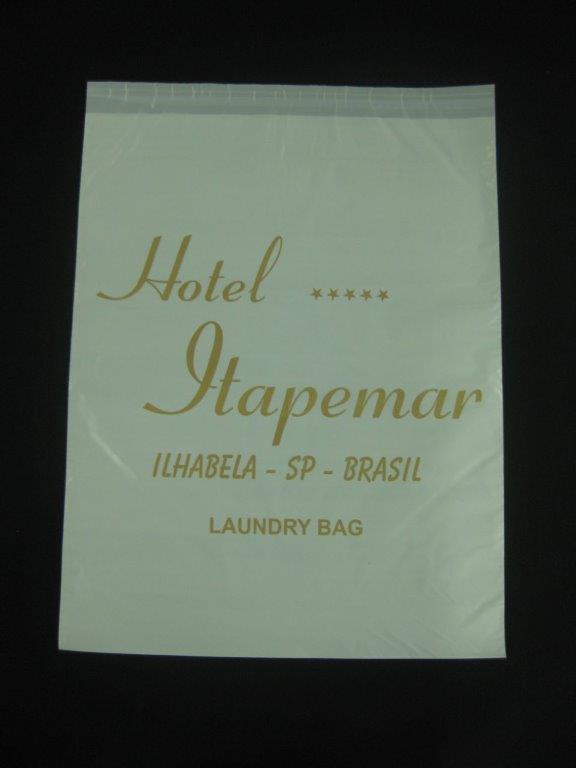 Hotel ★★★★★
Itapemar
ILHABELA - SP - BRASIL
LAUNDRY BAG